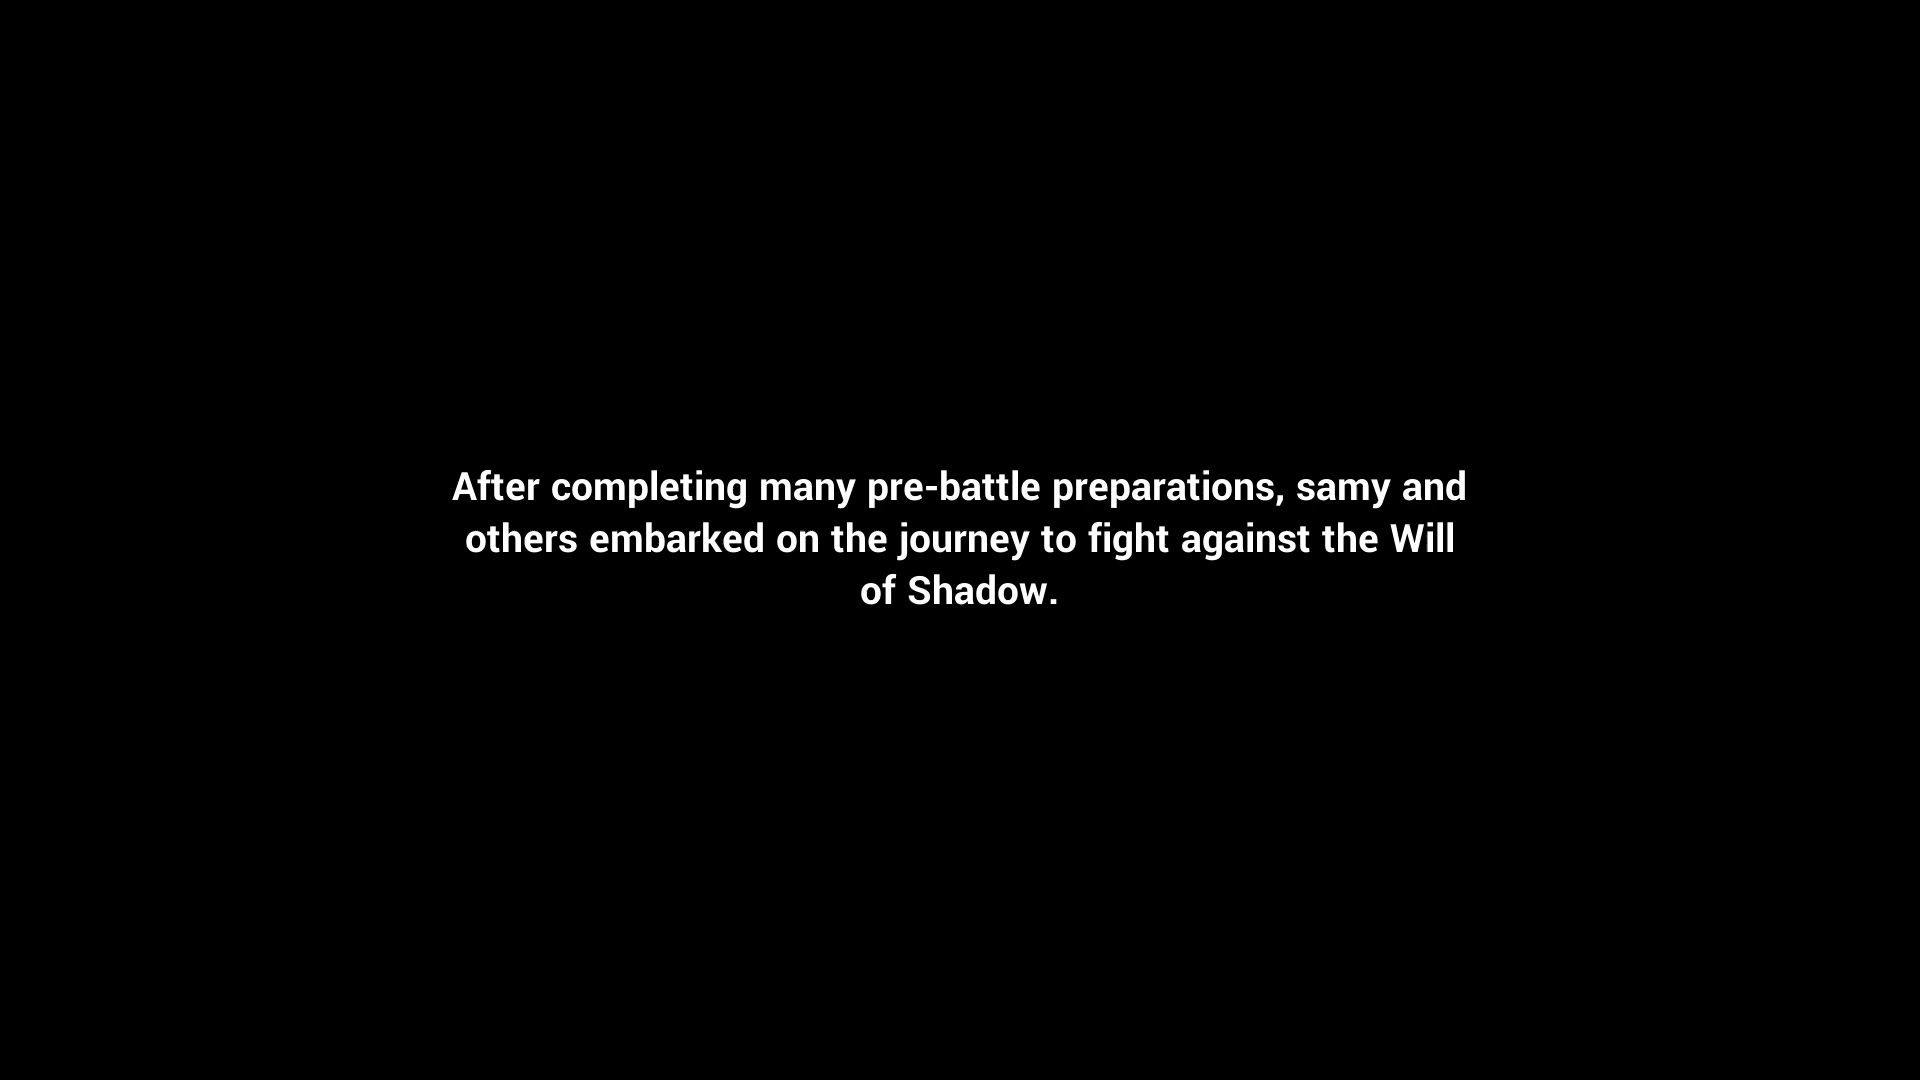 After completing many pre-battle preparations, samy and
others embarked on the journey to fight against the Will
of Shadow.